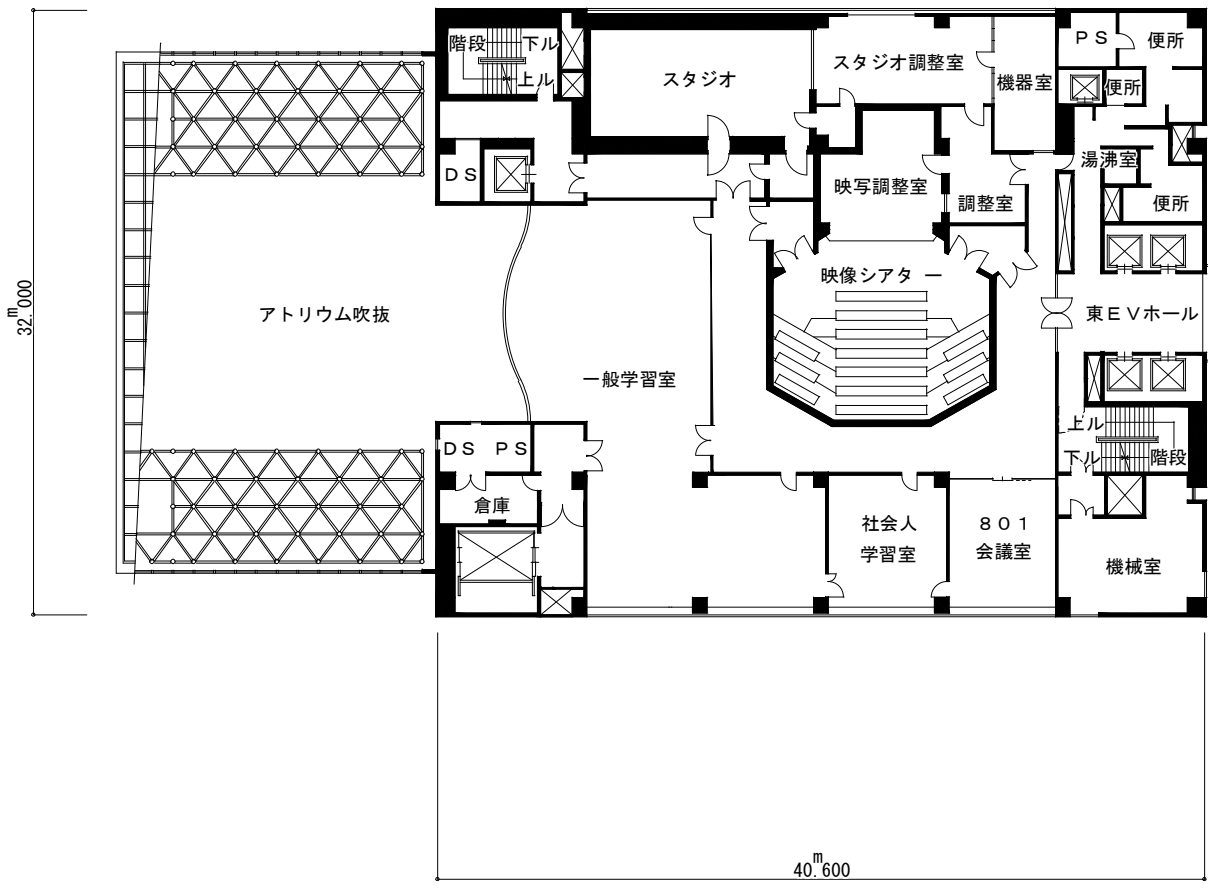 階段 下ル
上ル
スタジオ
スタジオ調整室
機器室
PS
便所
便所
DS
映写調整室
調整室
湯沸室
便所
映像シアター
アトリウム吹抜
東EVホール
一般学習室
DS PS
倉庫
上ル
下ル 階段
社会人
学習室
801
会議室
機械室
m
32.000
m
40.600